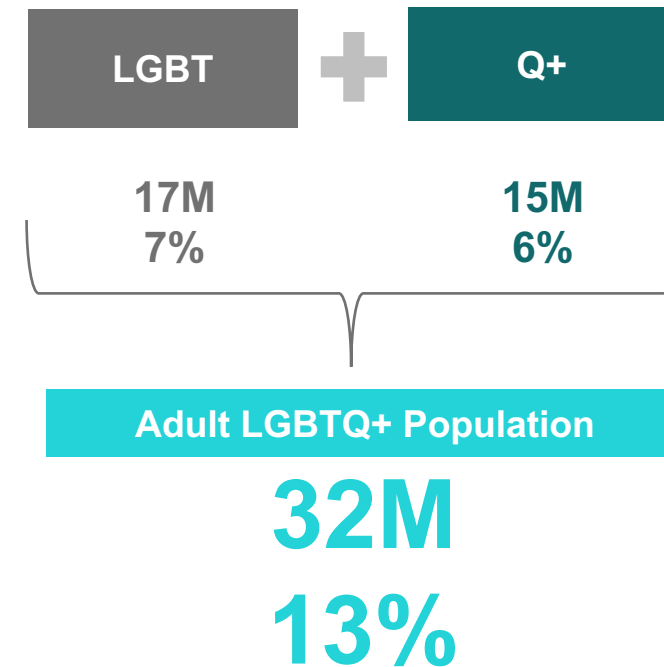 LGBT
Q+
17M
7%
15M
6%
Adult LGBTQ+ Population
32M
13%